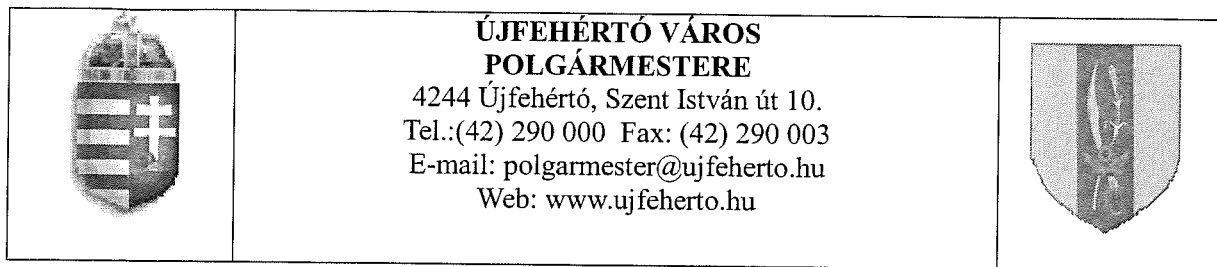 ÚJFEHÉRTÓ VÁROS
POLGÁRMESTERE
4244 Újfehértó, Szent István út 10.
Tel.:(42) 290 000 Fax: (42) 290 003
E-mail: polgarmester@ujfeherto.hu
Web: www.ujfeherto.hu